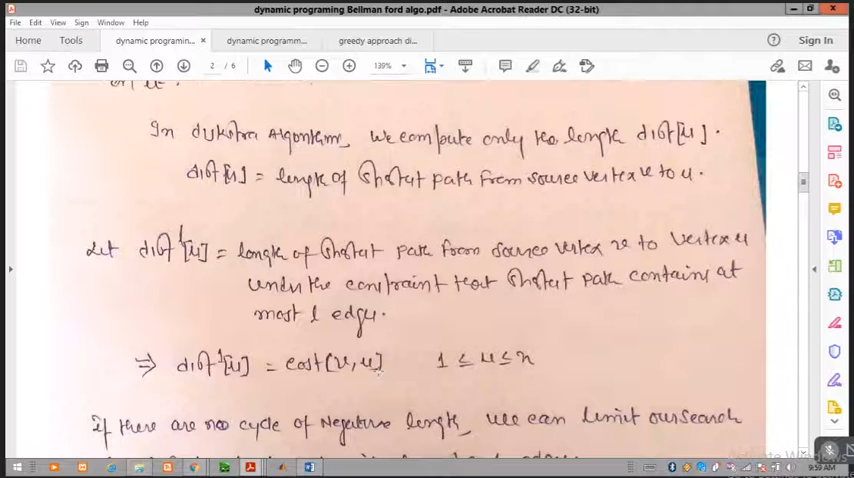 dynamic programing Bellman ford algo.pdf - Adobe Acrobat Reader DC (32-bit)
File Edit View Sign Window Help
Home Tools dynamic programin... × dynamic programm... greedy approach di... Sign In
2 / 6 139%
In dijkstra Algorithm, we compute only the length dist[u].
dist[u] = length of shortest path from source vertex v to u.
Let dist^l[u] = length of shortest path from source vertex v to vertex u
under the constraint that shortest path contains at
most l edge.
⇒ dist^1[u] = cost[v,u] 1 ≤ u ≤ n
if there are no cycle of Negative length, we can limit our search
Activate Windows
9:59 AM